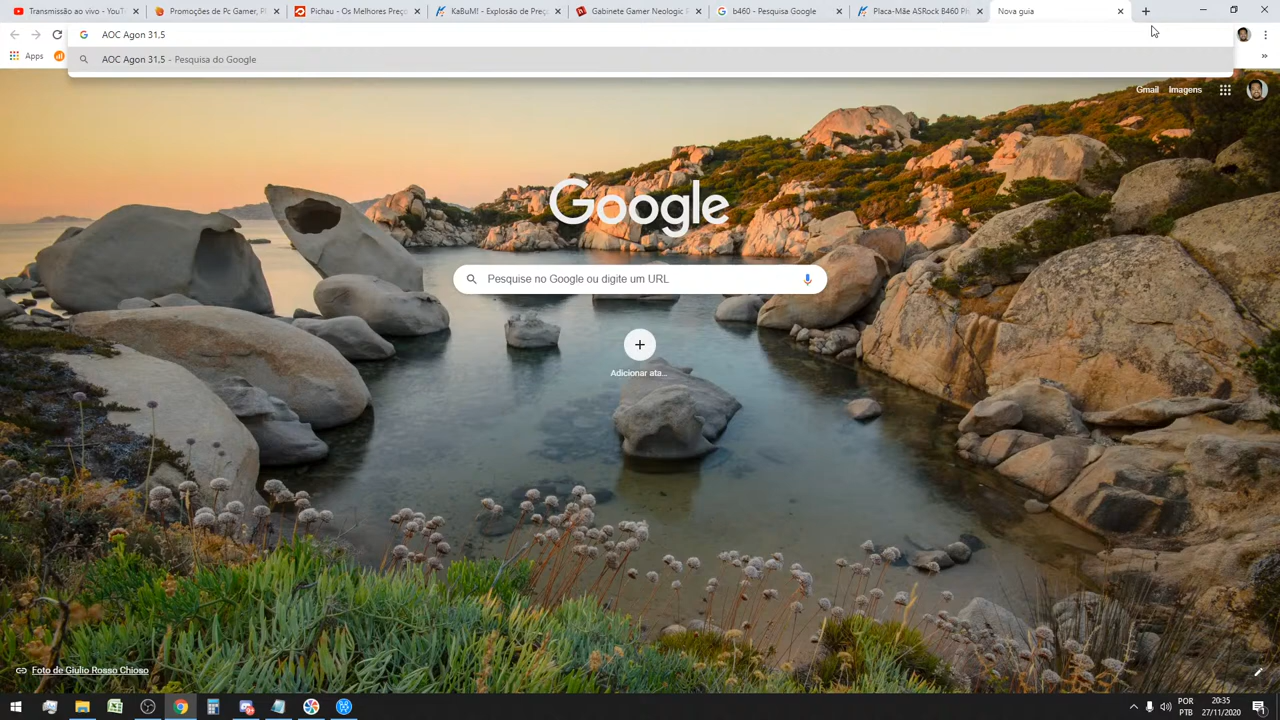 Transmissão ao vivo - YouT
Promoções de Pc Gamer, P
Pichau - Os Melhores Preço
KaBuM! - Explosão de Preç
Gabinete Gamer Neologic
b460 - Pesquisa Google
Placa-Mãe ASRock B460 P
Nova guia
AOC Agon 31,5
Apps
AOC Agon 31,5 - Pesquisa do Google
»
Gmail
Imagens
Google
Pesquise no Google ou digite um URL
Adicionar ata...
Foto de Giulio Rosso Chioso
POR
PTB
20:35
27/11/2020
1